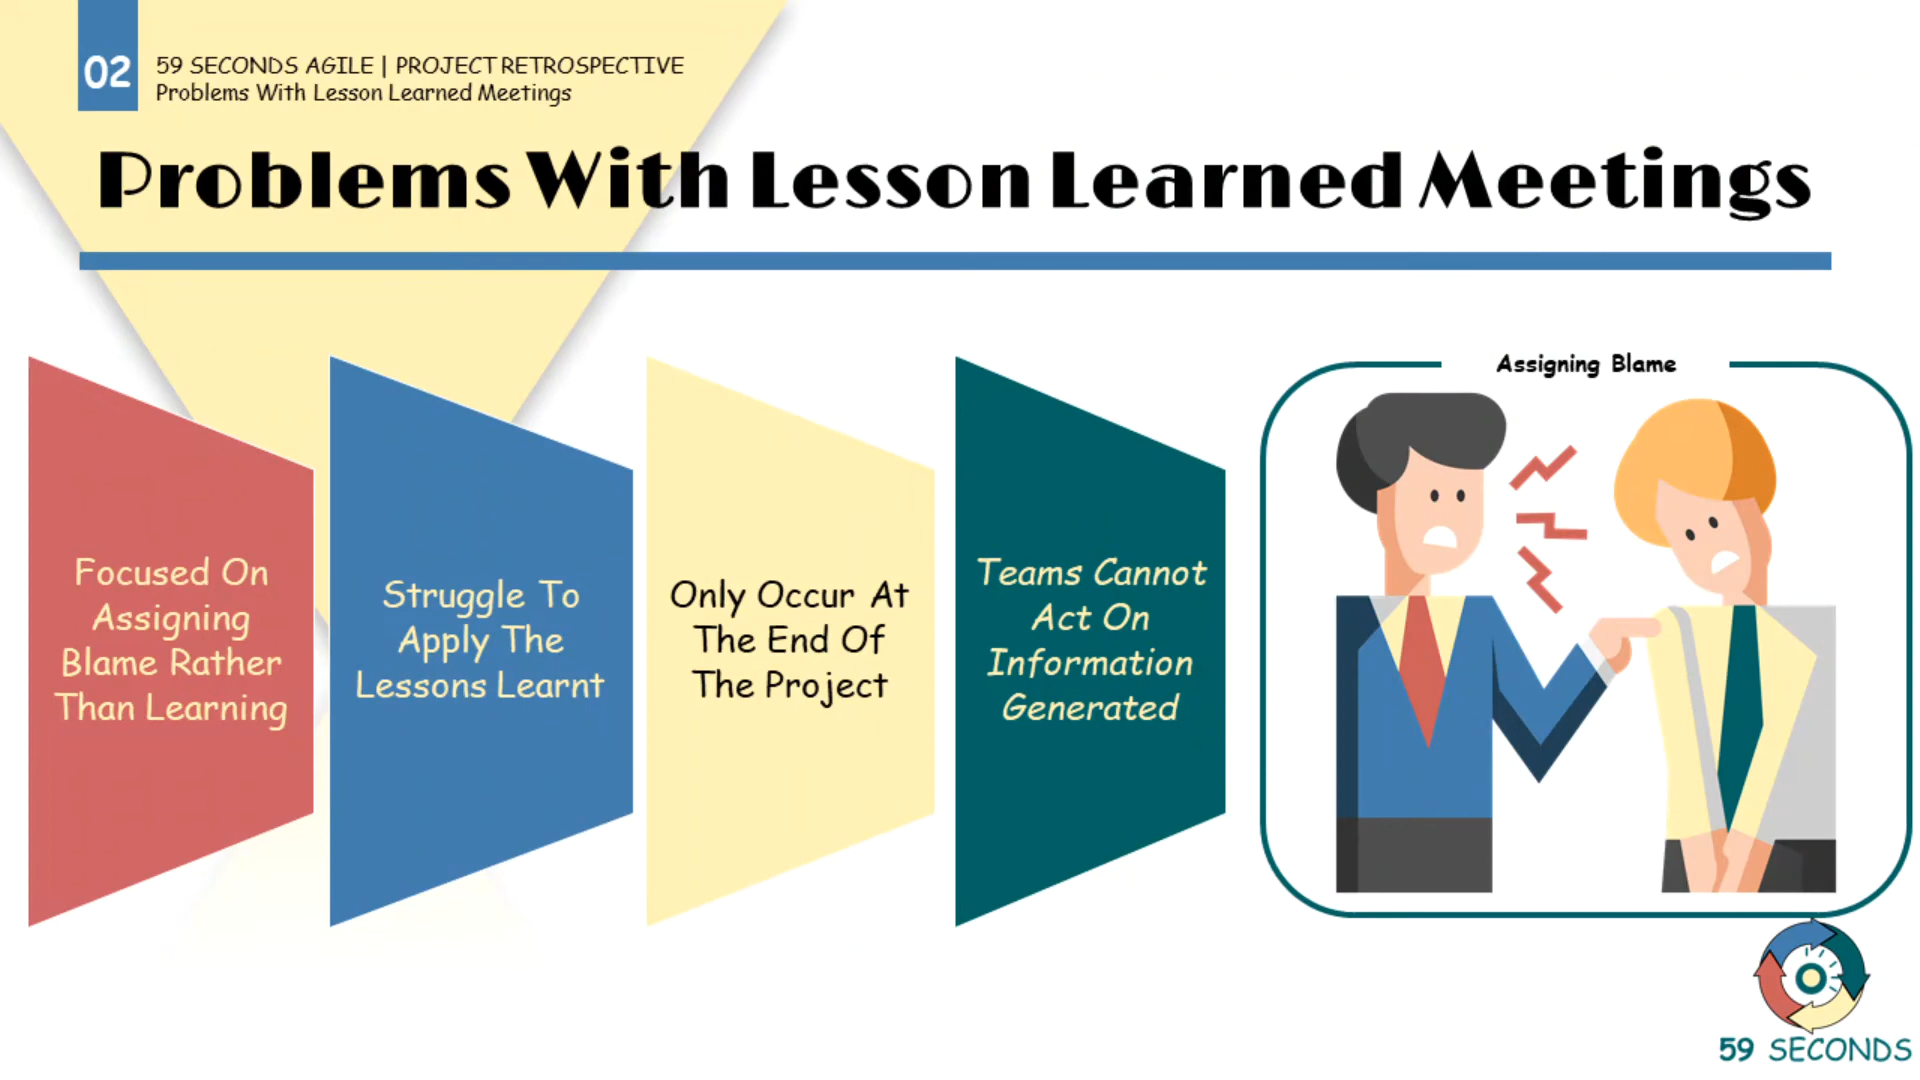 02
59 SECONDS AGILE | PROJECT RETROSPECTIVE
Problems With Lesson Learned Meetings
Problems With Lesson Learned Meetings
Focused On
Assigning
Blame Rather
Than Learning
Struggle To
Apply The
Lessons Learnt
Only Occur At
The End Of
The Project
Teams Cannot
Act On
Information
Generated
Assigning Blame
59 SECONDS